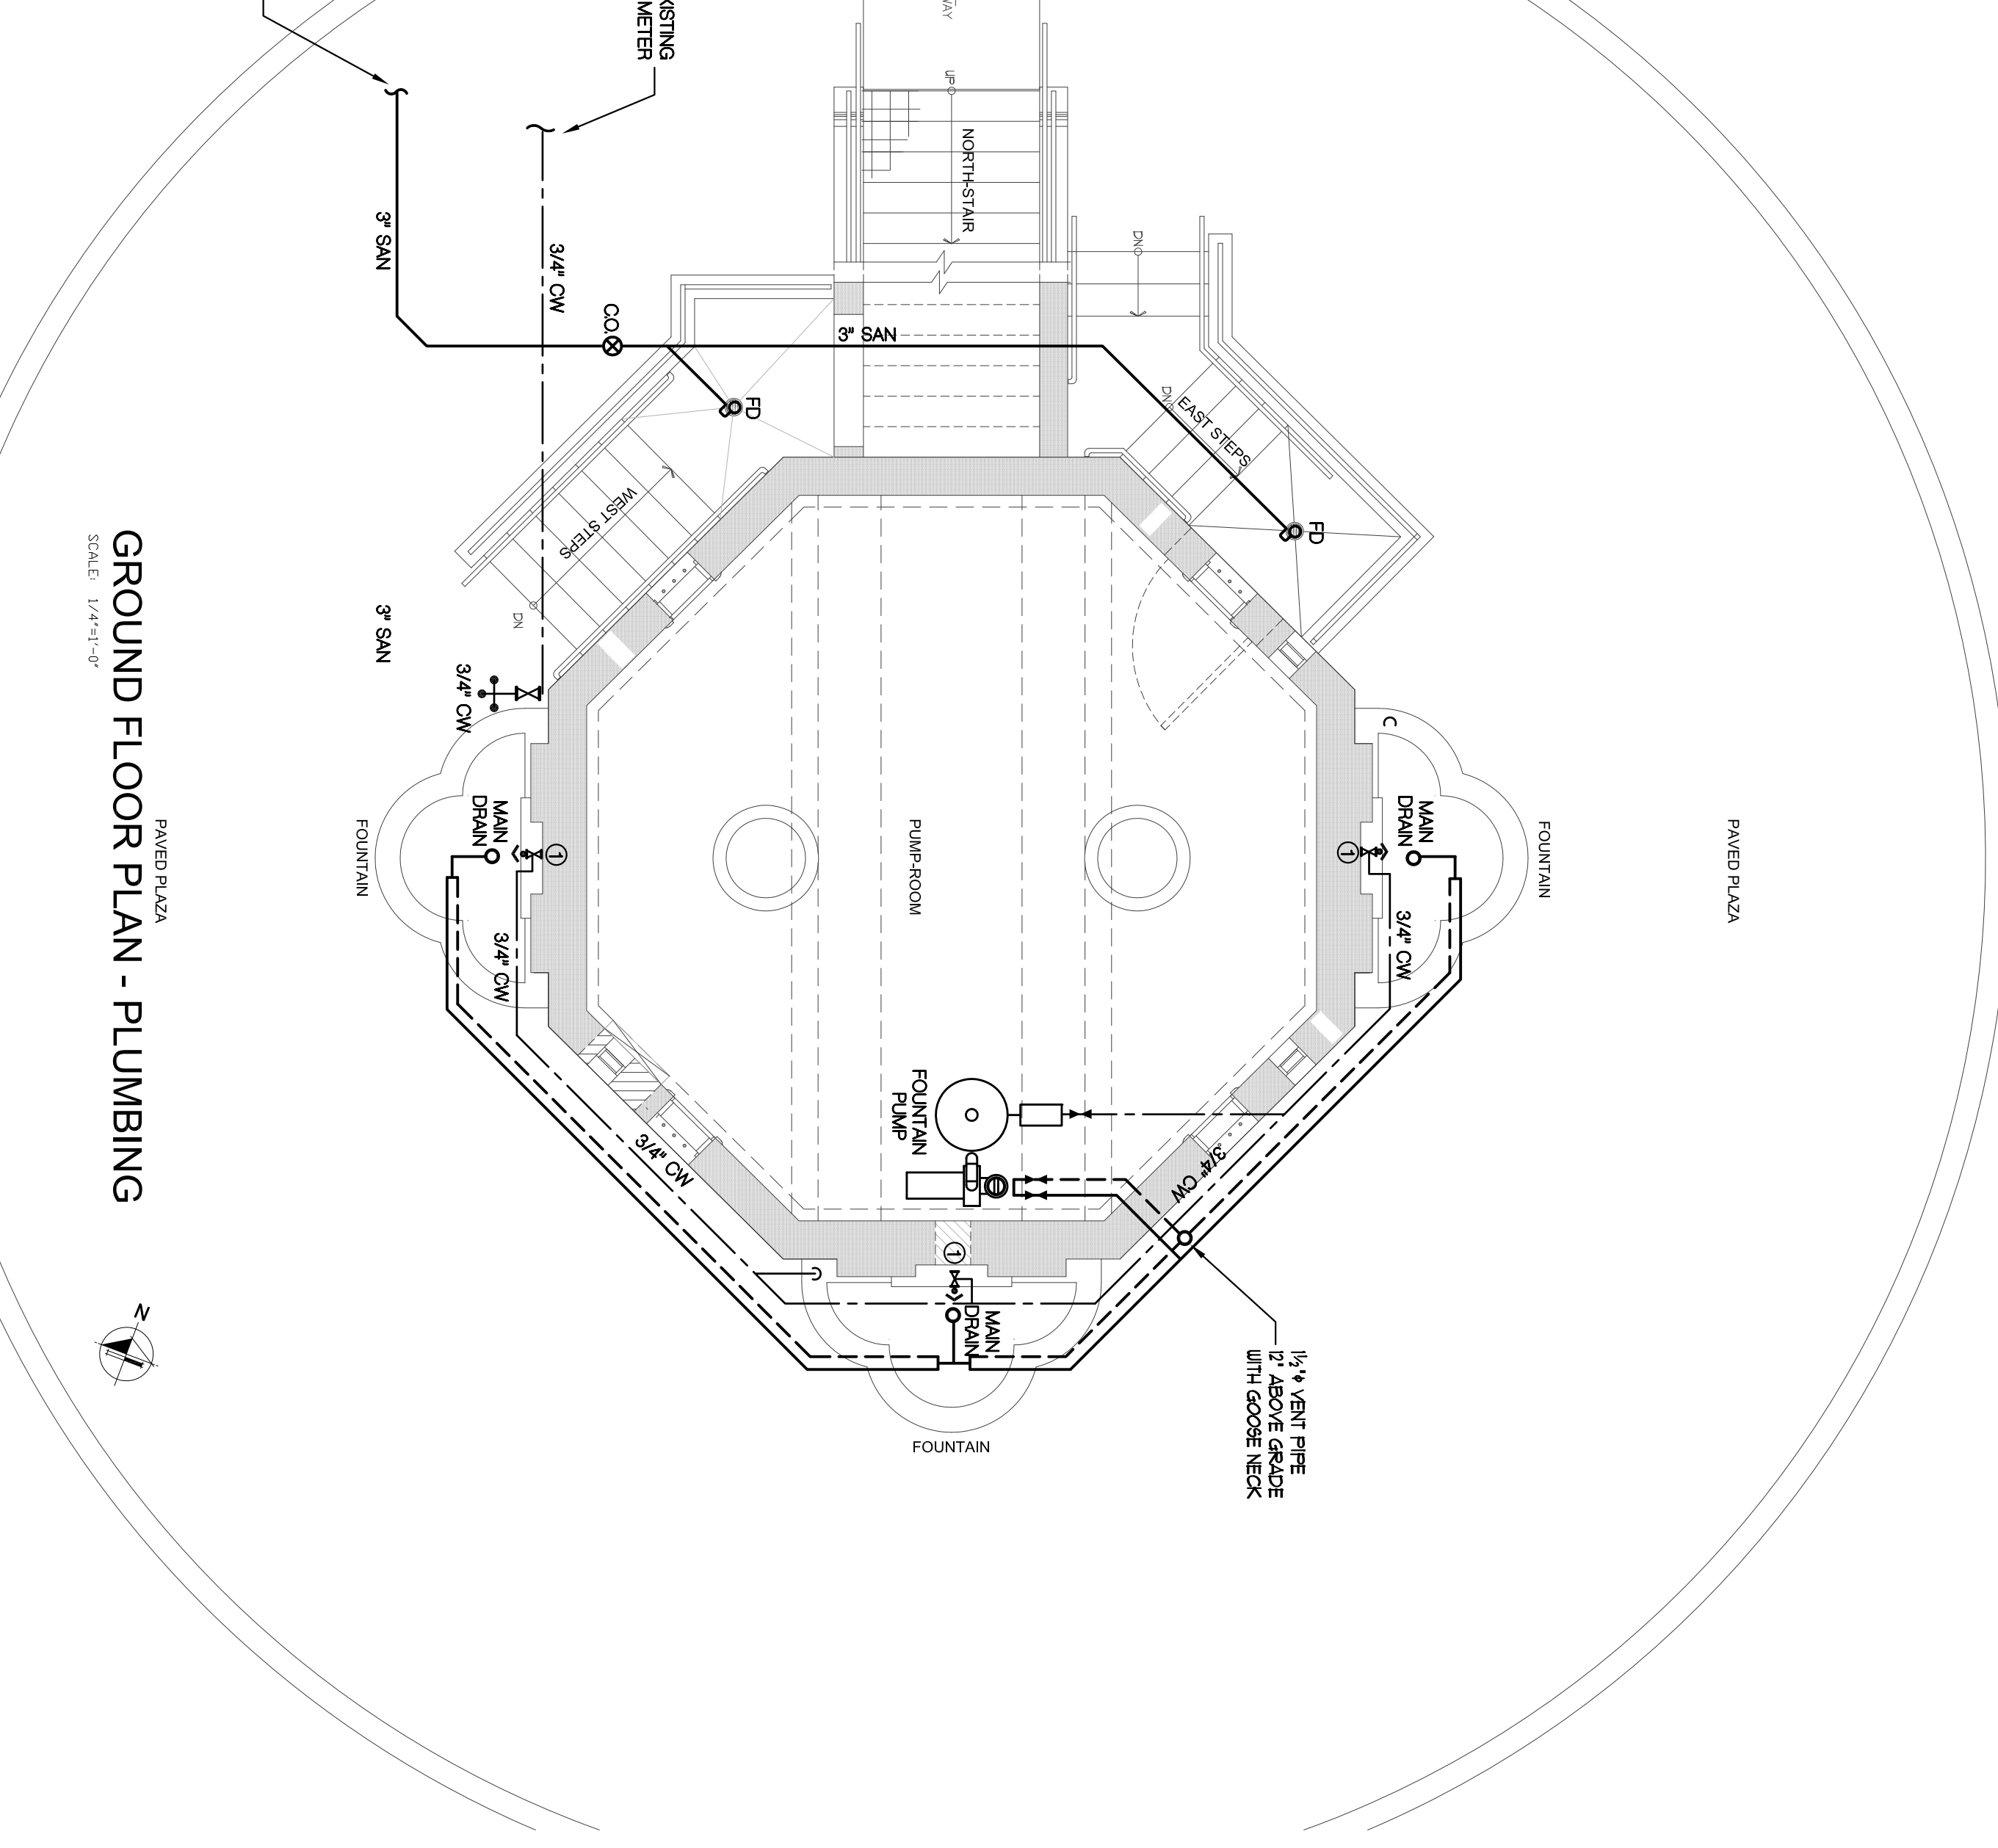 XISTING
METER
WAY
UP
NORTH-STAIR
DN
3" SAN
3/4" CW
C.O.
3" SAN
FD
DN
EAST STEPS
FD
WEST STEPS
DN
3" SAN
3/4" CW
MAIN
DRAIN
1
FOUNTAIN
PAVED PLAZA
3/4" CW
PUMP-ROOM
1
MAIN
DRAIN
FOUNTAIN
PAVED PLAZA
3/4" CW
FOUNTAIN
PUMP
3/4" CW
3/4" CW
1
MAIN
DRAIN
FOUNTAIN
1½"ø VENT PIPE
12" ABOVE GRADE
WITH GOOSE NECK
GROUND FLOOR PLAN - PLUMBING
SCALE: 1/4"=1'-0"
N